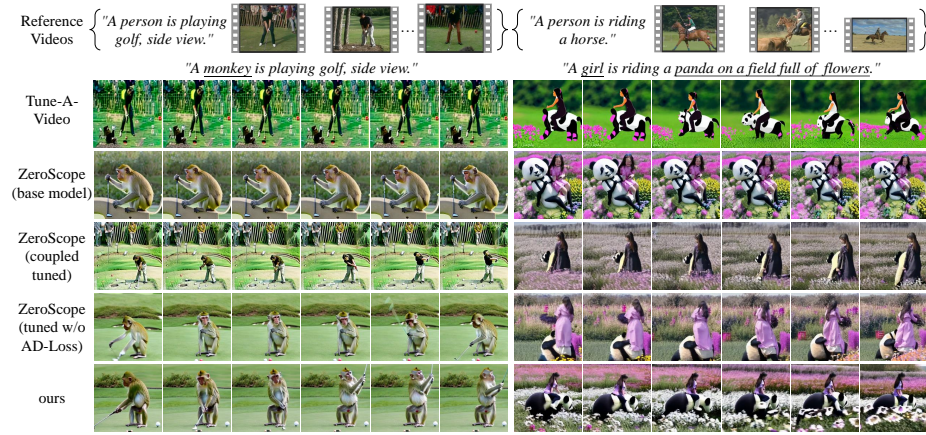 Reference
Videos
"A person is playing
golf, side view."
...
"A person is riding
a horse."
...
"A monkey is playing golf, side view."
"A girl is riding a panda on a field full of flowers."
Tune-A-
Video
ZeroScope
(base model)
ZeroScope
(coupled
tuned)
ZeroScope
(tuned w/o
AD-Loss)
ours